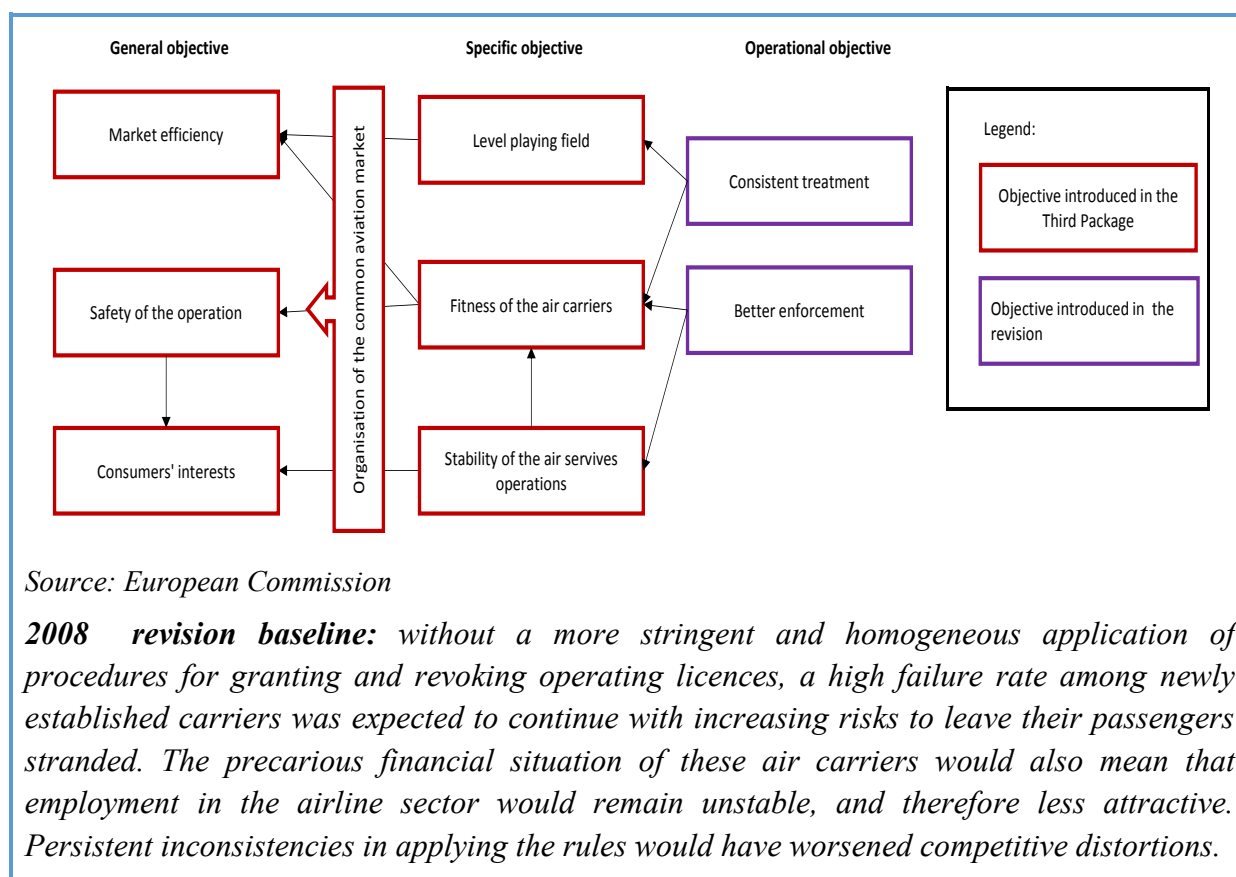 General objective
Specific objective
Operational objective
Market efficiency
Organisation of the common aviation market
Level playing field
Consistent treatment
Safety of the operation
Fitness of the air carriers
Better enforcement
Consumers' interests
Stability of the air servives
operations
Legend:
Objective introduced in the
Third Package
Objective introduced in  the
revision
Source: European Commission
2008 revision baseline: without a more stringent and homogeneous application of
procedures for granting and revoking operating licences, a high failure rate among newly
established carriers was expected to continue with increasing risks to leave their passengers
stranded. The precarious financial situation of these air carriers would also mean that
employment in the airline sector would remain unstable, and therefore less attractive.
Persistent inconsistencies in applying the rules would have worsened competitive distortions.